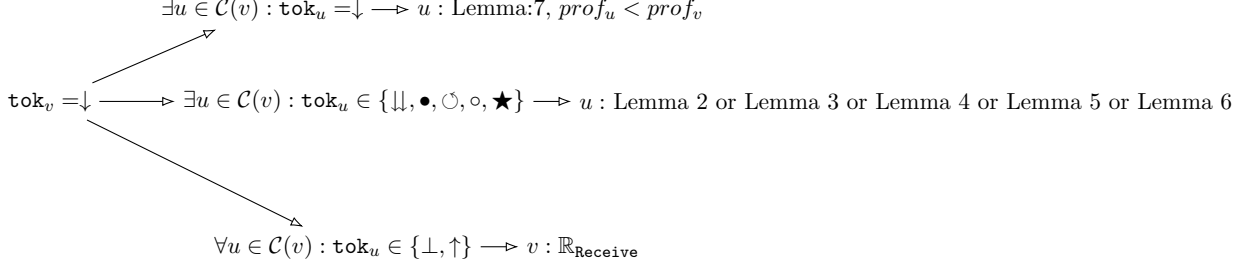 ∃u ∈ 𝒞(v) : tok_u =↓ → u : Lemma:7, prof_u < prof_v
tok_v =↓ → ∃u ∈ 𝒞(v) : tok_u ∈ {⇊, •, ↺, ∘, ★} → u : Lemma 2 or Lemma 3 or Lemma 4 or Lemma 5 or Lemma 6
∀u ∈ 𝒞(v) : tok_u ∈ {⊥, ↑} → v : ℝ_Receive